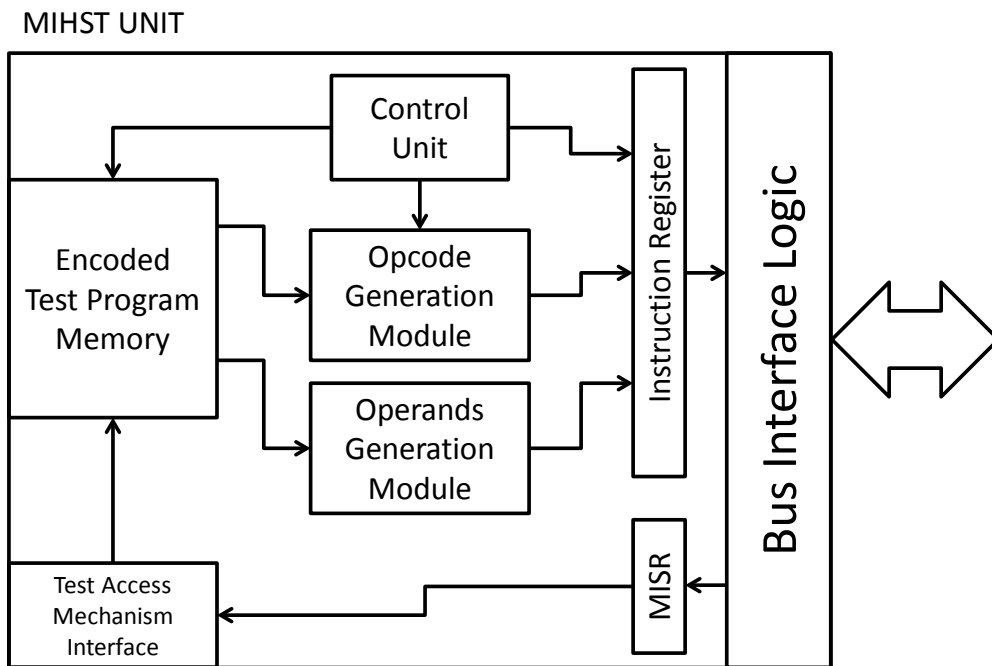 MIHST UNIT
Control
Unit
Encoded
Test Program
Memory
Opcode
Generation
Module
Operands
Generation
Module
Instruction Register
Bus Interface Logic
MISR
Test Access
Mechanism
Interface